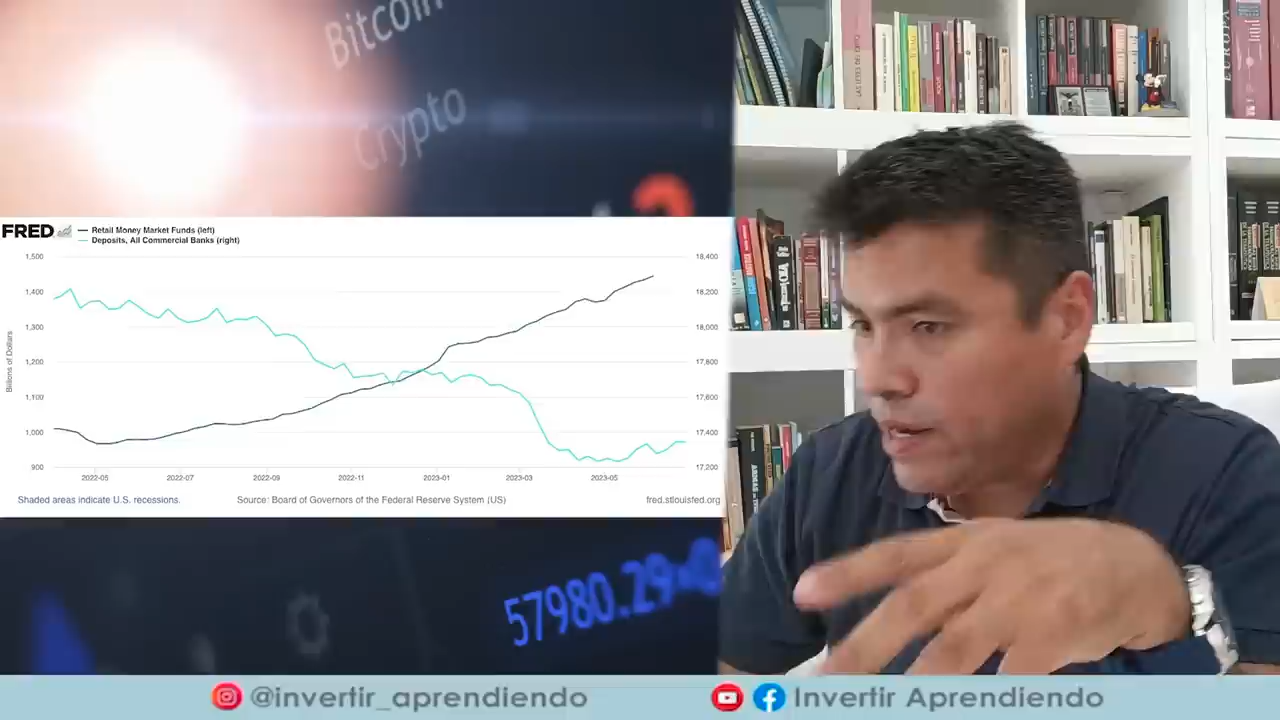 Bitcoin
Crypto
FRED
Retail Money Market Funds (left)
Deposits, All Commercial Banks (right)
1,500
1,400
1,300
1,200
1,100
1,000
900
Billions of Dollars
18,400
18,200
18,000
17,800
17,600
17,400
17,200
2022-05
2022-07
2022-09
2022-11
2023-01
2023-03
2023-05
Shaded areas indicate U.S. recessions.
Source: Board of Governors of the Federal Reserve System (US)
fred.stlouisfed.org
57980.29
EUROPA
@invertir_aprendiendo
Invertir Aprendiendo